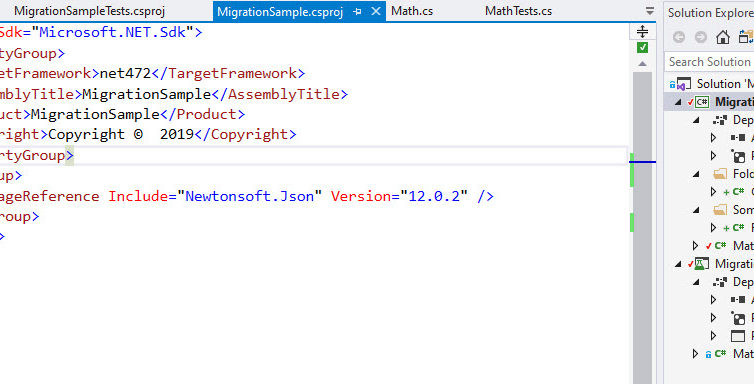 MigrationSampleTests.csproj MigrationSample.csproj Math.cs MathTests.cs
Solution Explore
Sdk="Microsoft.NET.Sdk">
Search Solution
tyGroup>
Solution 'M
etFramework>net472</TargetFramework>
mblyTitle>MigrationSample</AssemblyTitle>
C# Migrati
uct>MigrationSample</Product>
Dep
right>Copyright ©  2019</Copyright>
A
rtyGroup>
R
up>
Fold
ageReference Include="Newtonsoft.Json" Version="12.0.2" />
C#
roup>
Som
>
C#
C# Mat
Migratio
Dep
C# Mat